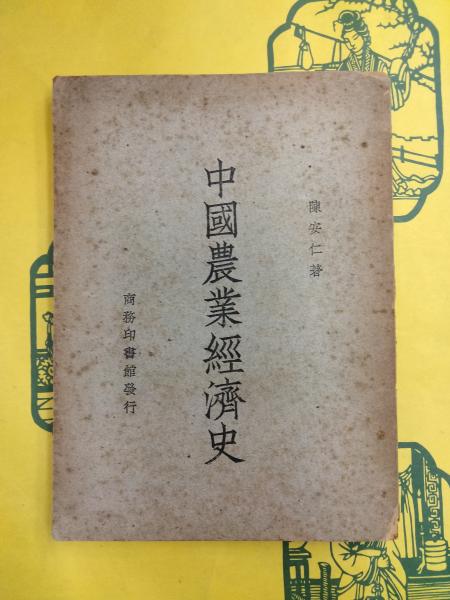 陳安仁著
中國農業經濟史
商務印書館發行